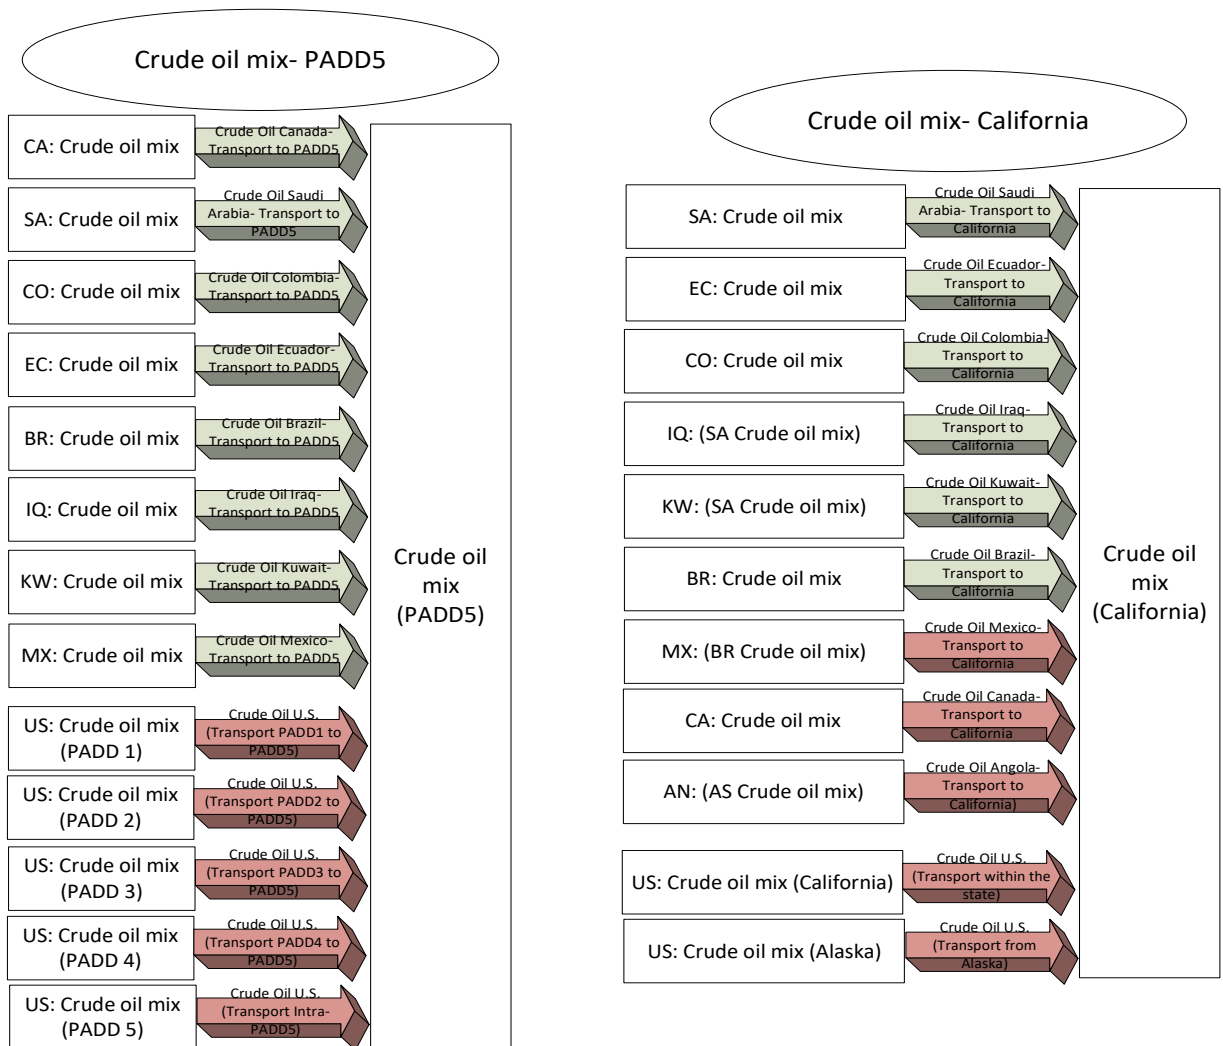 Crude oil mix- PADD5
CA: Crude oil mix
Crude Oil Canada-
Transport to PADD5
SA: Crude oil mix
Crude Oil Saudi
Arabia- Transport to
PADD5
CO: Crude oil mix
Crude Oil Colombia-
Transport to PADD5
EC: Crude oil mix
Crude Oil Ecuador-
Transport to PADD5
BR: Crude oil mix
Crude Oil Brazil-
Transport to PADD5
IQ: Crude oil mix
Crude Oil Iraq-
Transport to PADD5
KW: Crude oil mix
Crude Oil Kuwait-
Transport to PADD5
MX: Crude oil mix
Crude Oil Mexico-
Transport to PADD5
US: Crude oil mix
(PADD 1)
Crude Oil U.S.
(Transport PADD1 to
PADD5)
US: Crude oil mix
(PADD 2)
Crude Oil U.S.
(Transport PADD2 to
PADD5)
US: Crude oil mix
(PADD 3)
Crude Oil U.S.
(Transport PADD3 to
PADD5)
US: Crude oil mix
(PADD 4)
Crude Oil U.S.
(Transport PADD4 to
PADD5)
US: Crude oil mix
(PADD 5)
Crude Oil U.S.
(Transport Intra-
PADD5)
Crude oil
mix
(PADD5)
Crude oil mix- California
SA: Crude oil mix
Crude Oil Saudi
Arabia- Transport to
California
EC: Crude oil mix
Crude Oil Ecuador-
Transport to
California
CO: Crude oil mix
Crude Oil Colombia-
Transport to
California
IQ: (SA Crude oil mix)
Crude Oil Iraq-
Transport to
California
KW: (SA Crude oil mix)
Crude Oil Kuwait-
Transport to
California
BR: Crude oil mix
Crude Oil Brazil-
Transport to
California
MX: (BR Crude oil mix)
Crude Oil Mexico-
Transport to
California
CA: Crude oil mix
Crude Oil Canada-
Transport to
California
AN: (AS Crude oil mix)
Crude Oil Angola-
Transport to
California)
US: Crude oil mix (California)
Crude Oil U.S.
(Transport within the
state)
US: Crude oil mix (Alaska)
Crude Oil U.S.
(Transport from
Alaska)
Crude oil
mix
(California)